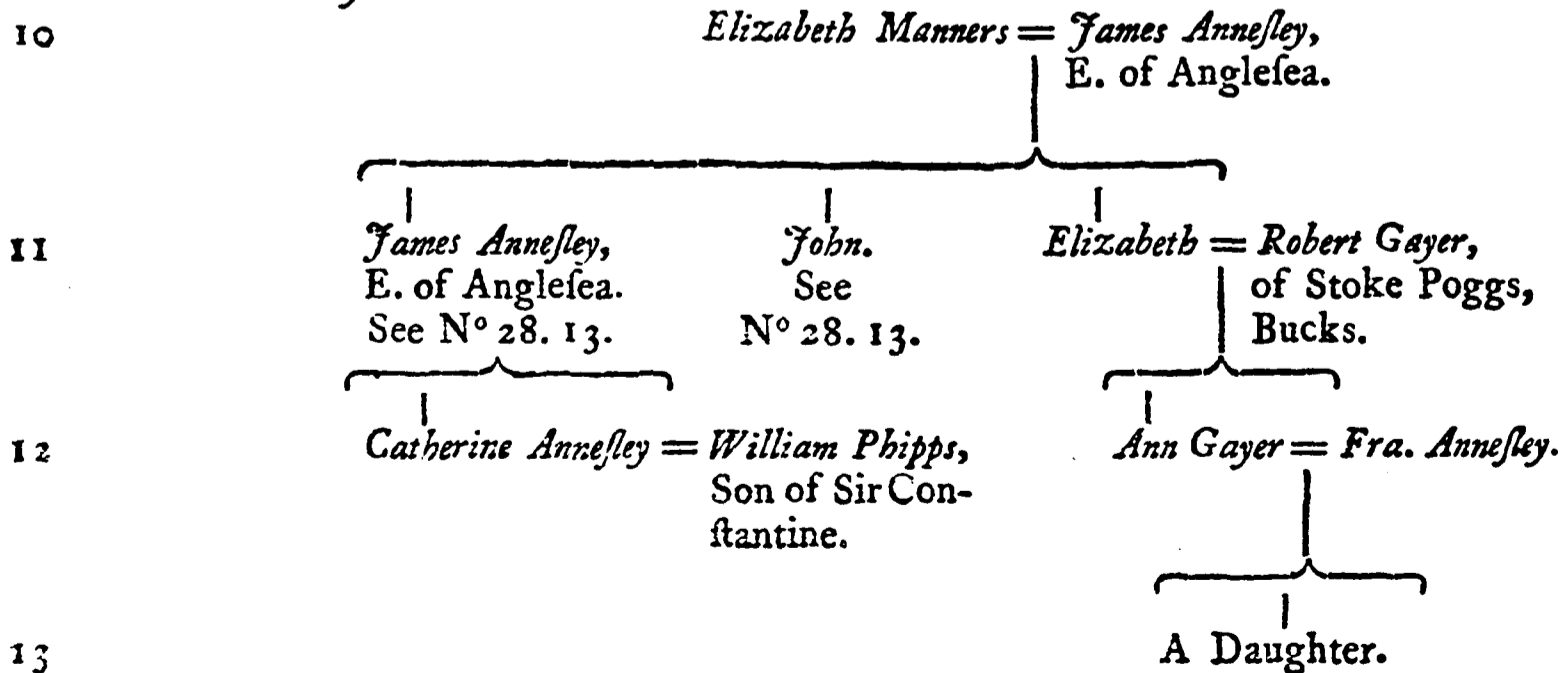 10 Elizabeth Manners = James Anneſley,
E. of Angleſea.
11 James Anneſley, John. Elizabeth = Robert Gayer,
E. of Angleſea. See of Stoke Poggs,
See Nº 28. 13. Nº 28. 13. Bucks.
12 Catherine Anneſley = William Phipps, Ann Gayer = Fra. Anneſley.
Son of Sir Con-
ſtantine.
13 A Daughter.